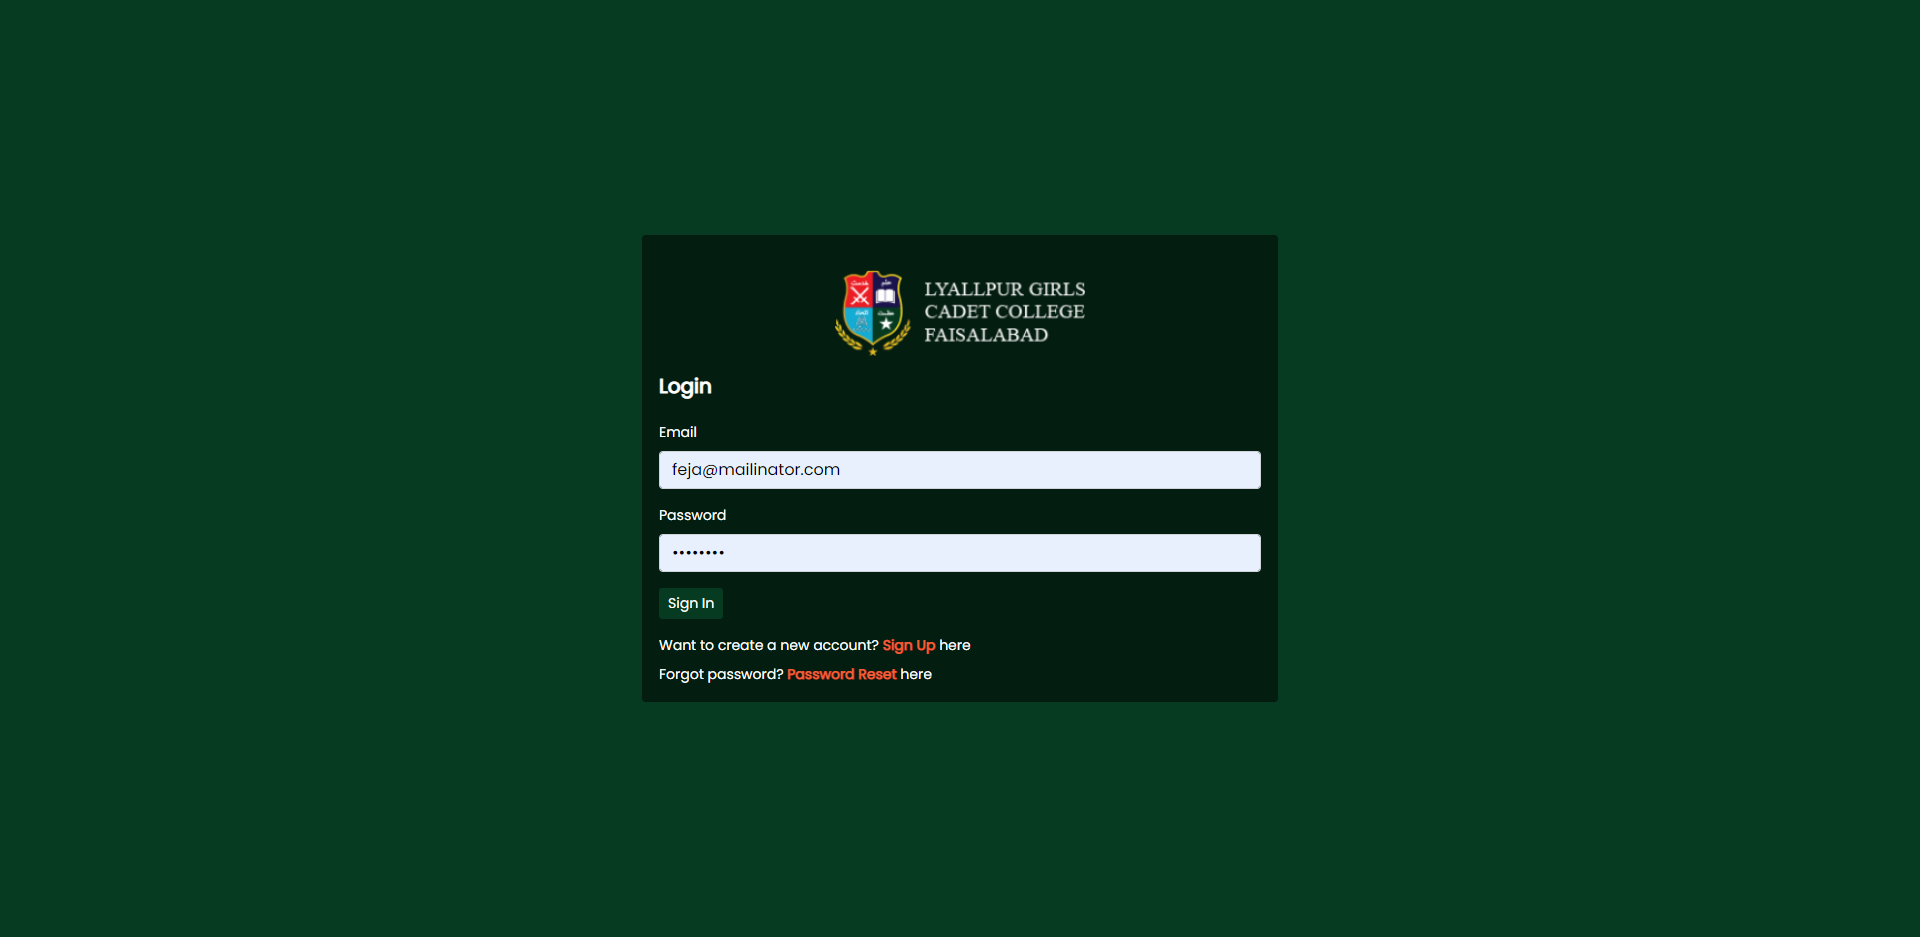 LYALLPUR GIRLS
CADET COLLEGE
FAISALABAD
Login
Email
feja@mailinator.com
Password
••••••••
Sign In
Want to create a new account? Sign Up here
Forgot password? Password Reset here